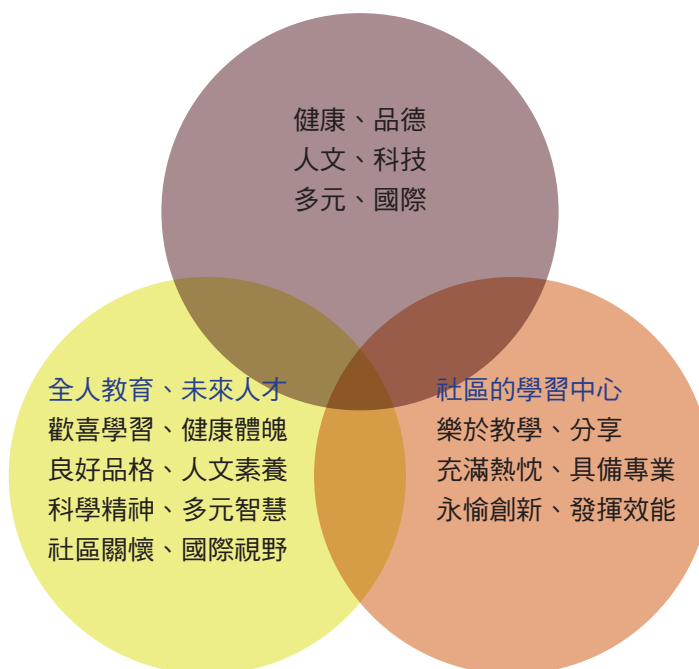 健康、品德
人文、科技
多元、國際
全人教育、未來人才
歡喜學習、健康體魄
良好品格、人文素養
科學精神、多元智慧
社區關懷、國際視野
社區的學習中心
樂於教學、分享
充滿熱忱、具備專業
永愉創新、發揮效能